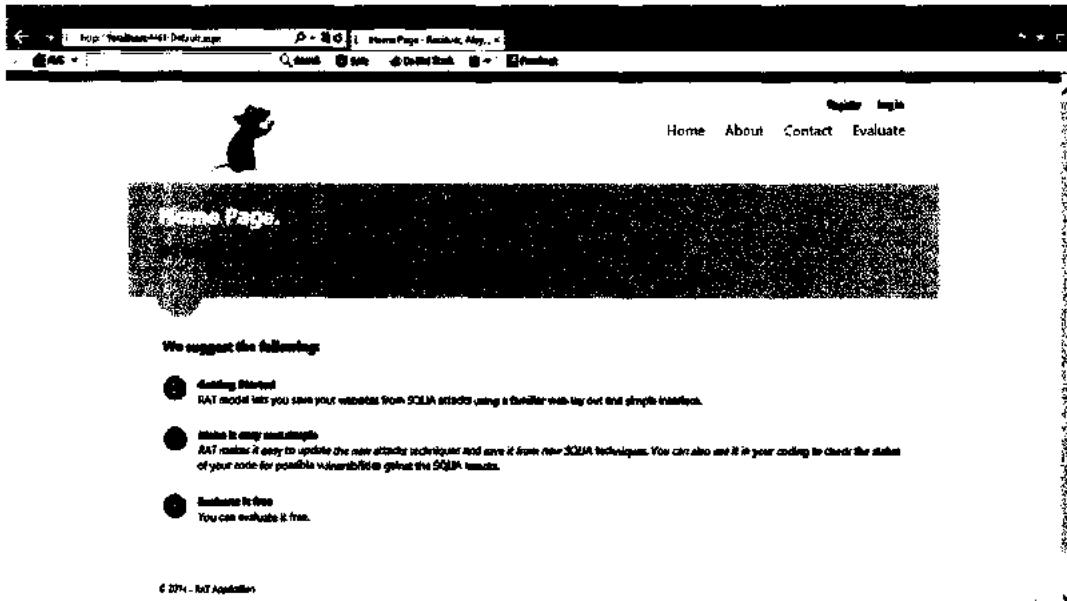 Home Page -
Register Log in
Home About Contact Evaluate
Home Page.
We suggest the following:
Getting Started
RAT model lets you save your websites from SQLIA attacks using a familiar web lay out and simple interface.
Make it easy and simple
RAT makes it easy to update the new attacks techniques and save it from new SQLIA techniques. You can also use it in your coding to check the status
of your code for possible vulnerabilities the SQLIA
Evaluate it free
You can evaluate it free.
© 2014 - RAT Application